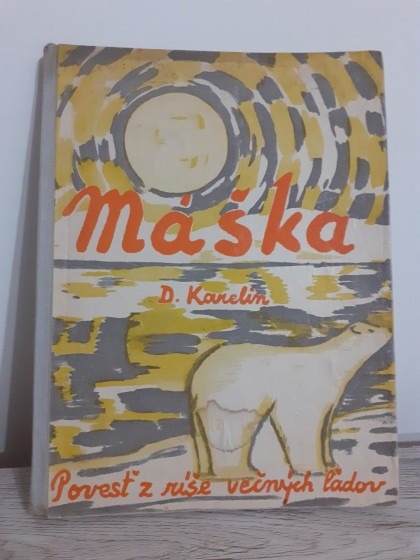 Máška
D. Karelin
Povesť z ríše večných ľadov